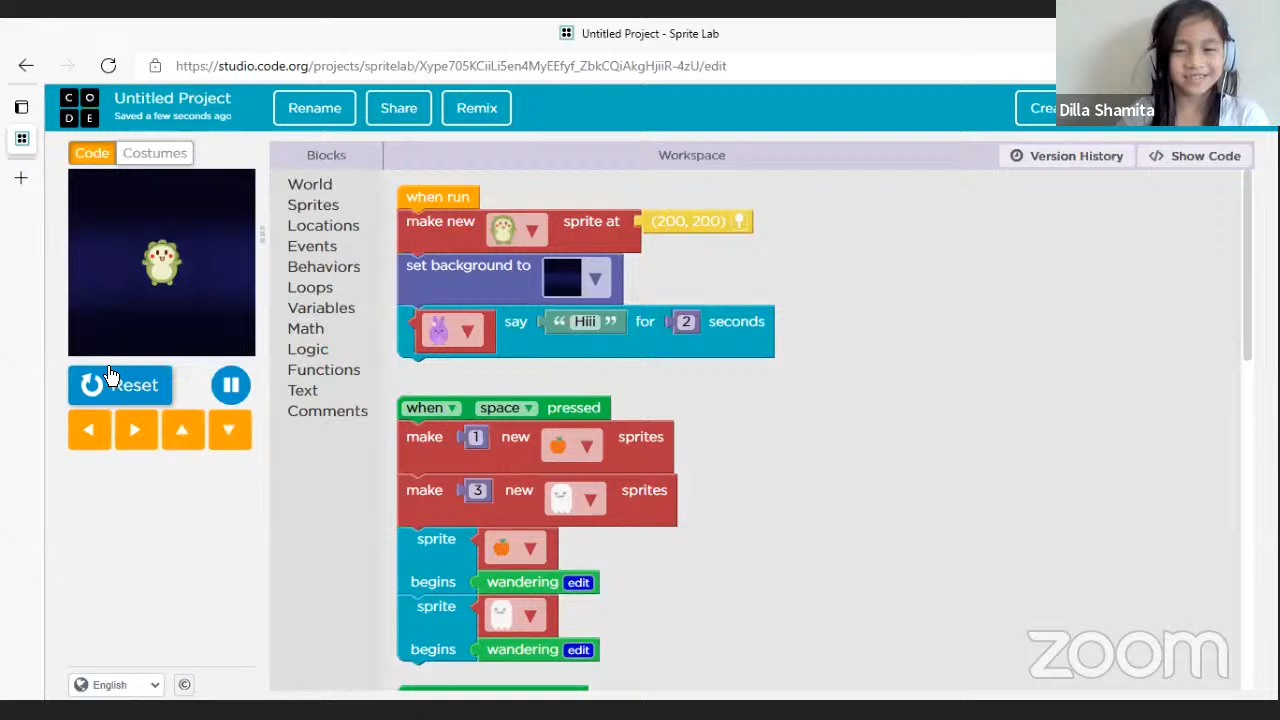 Untitled Project - Sprite Lab
https://studio.code.org/projects/spritelab/Xype705KCiiLi5en4MyEEfyf_ZbkCQiAkgHjiiR-4zU/edit
Dilla Shamita
C O
D E
Untitled Project
Saved a few seconds ago
Rename
Share
Remix
Code
Costumes
Blocks
Workspace
Version History
</> Show Code
World
Sprites
Locations
Events
Behaviors
Loops
Variables
Math
Logic
Functions
Text
Comments
when run
make new sprite at (200, 200)
set background to
say “ Hiii ” for 2 seconds
when space pressed
make 1 new sprites
make 3 new sprites
sprite
begins wandering edit
sprite
begins wandering edit
Reset
English
©
zoom